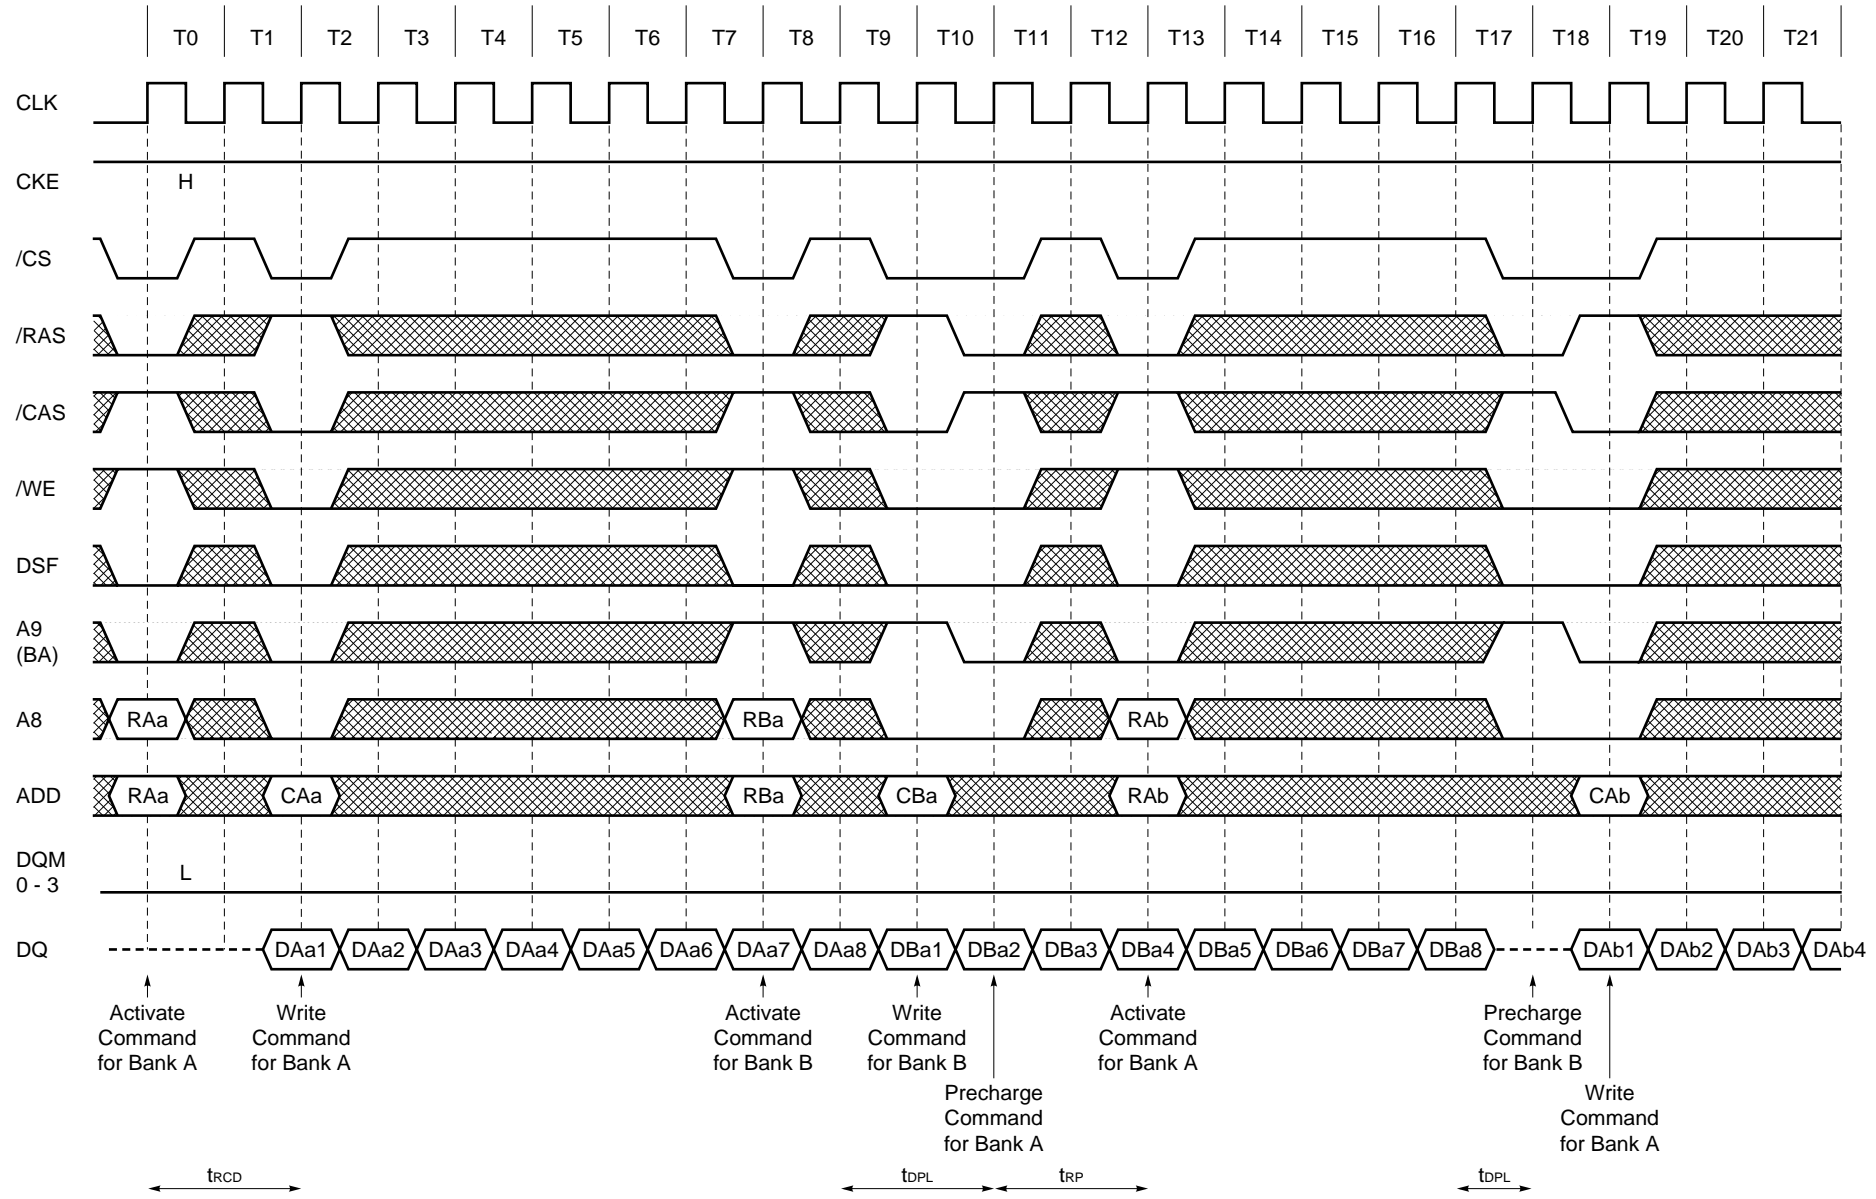 T0 T1 T2 T3 T4 T5 T6 T7 T8 T9 T10 T11 T12 T13 T14 T15 T16 T17 T18 T19 T20 T21
CLK
CKE H
/CS
/RAS
/CAS
/WE
DSF
A9
(BA)
A8 RAa RBa RAb
ADD RAa CAa RBa CBa RAb CAb
DQM
0 - 3 L
DQ DAa1 DAa2 DAa3 DAa4 DAa5 DAa6 DAa7 DAa8 DBa1 DBa2 DBa3 DBa4 DBa5 DBa6 DBa7 DBa8 DAb1 DAb2 DAb3 DAb4
Activate
Command
for Bank A
Write
Command
for Bank A
Activate
Command
for Bank B
Write
Command
for Bank B
Precharge
Command
for Bank A
Activate
Command
for Bank A
Precharge
Command
for Bank B
Write
Command
for Bank A
tRCD tDPL tRP tDPL